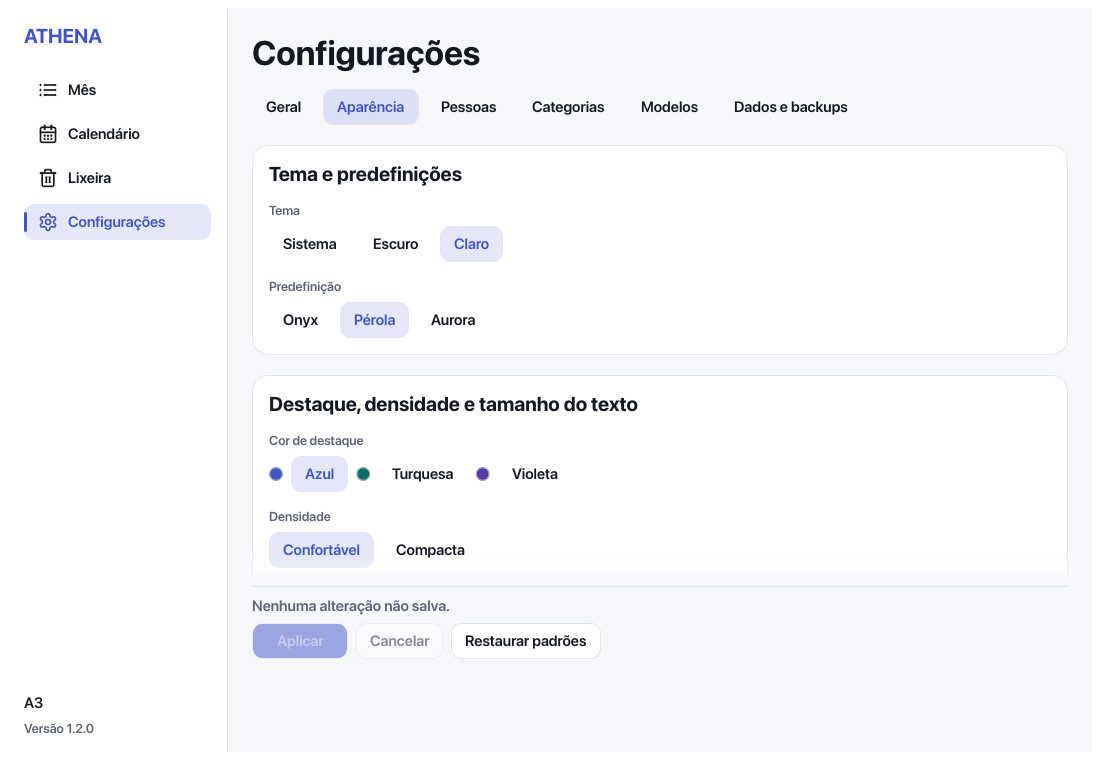 ATHENA
Mês
Calendário
Lixeira
Configurações
A3
Versão 1.2.0
Configurações
Geral Aparência Pessoas Categorias Modelos Dados e backups
Tema e predefinições
Tema
Sistema Escuro Claro
Predefinição
Onyx Pérola Aurora
Destaque, densidade e tamanho do texto
Cor de destaque
Azul Turquesa Violeta
Densidade
Confortável Compacta
Nenhuma alteração não salva.
Aplicar Cancelar Restaurar padrões